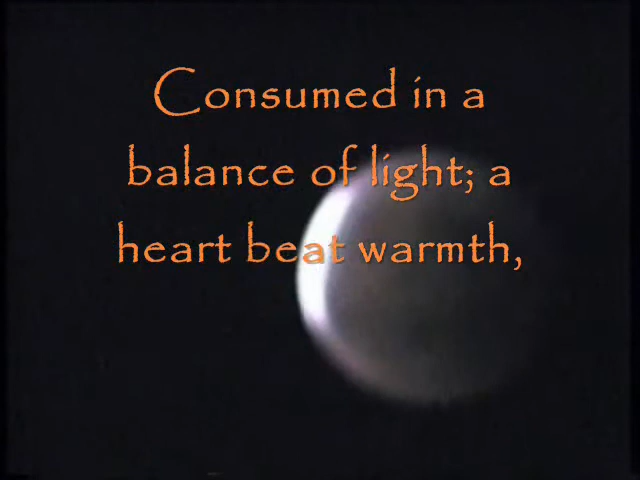 Consumed in a
balance of light; a
heart beat warmth,